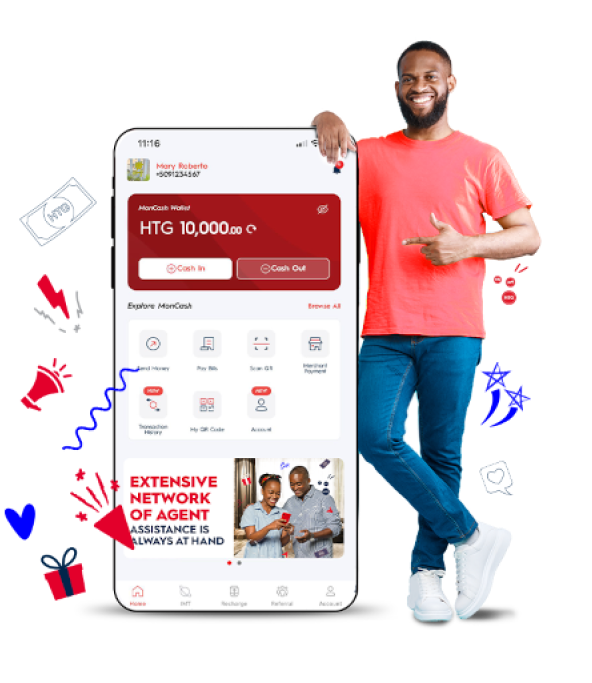 11:16
Mary Roberte
+5091234567
MonCash Wallet
HTG 10,000.00
Cash In
Cash Out
Explore MonCash
Browse All
Send Money
Pay Bills
Scan QR
Merchant
Payment
NEW
NEW
Transaction
History
My QR Code
Account
EXTENSIVE
NETWORK
OF AGENT
ASSISTANCE IS
ALWAYS AT HAND
Home
Recharge
Referral
Account
HTG
HTG